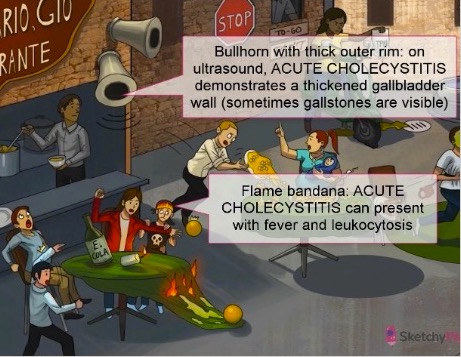 ARIO, GIO
RANTE
STOP
TO-GO
Bullhorn with thick outer rim: on
ultrasound, ACUTE CHOLECYSTITIS
demonstrates a thickened gallbladder
wall (sometimes gallstones are visible)
Flame bandana: ACUTE
CHOLECYSTITIS can present
with fever and leukocytosis
E.
COLA
Sketchy